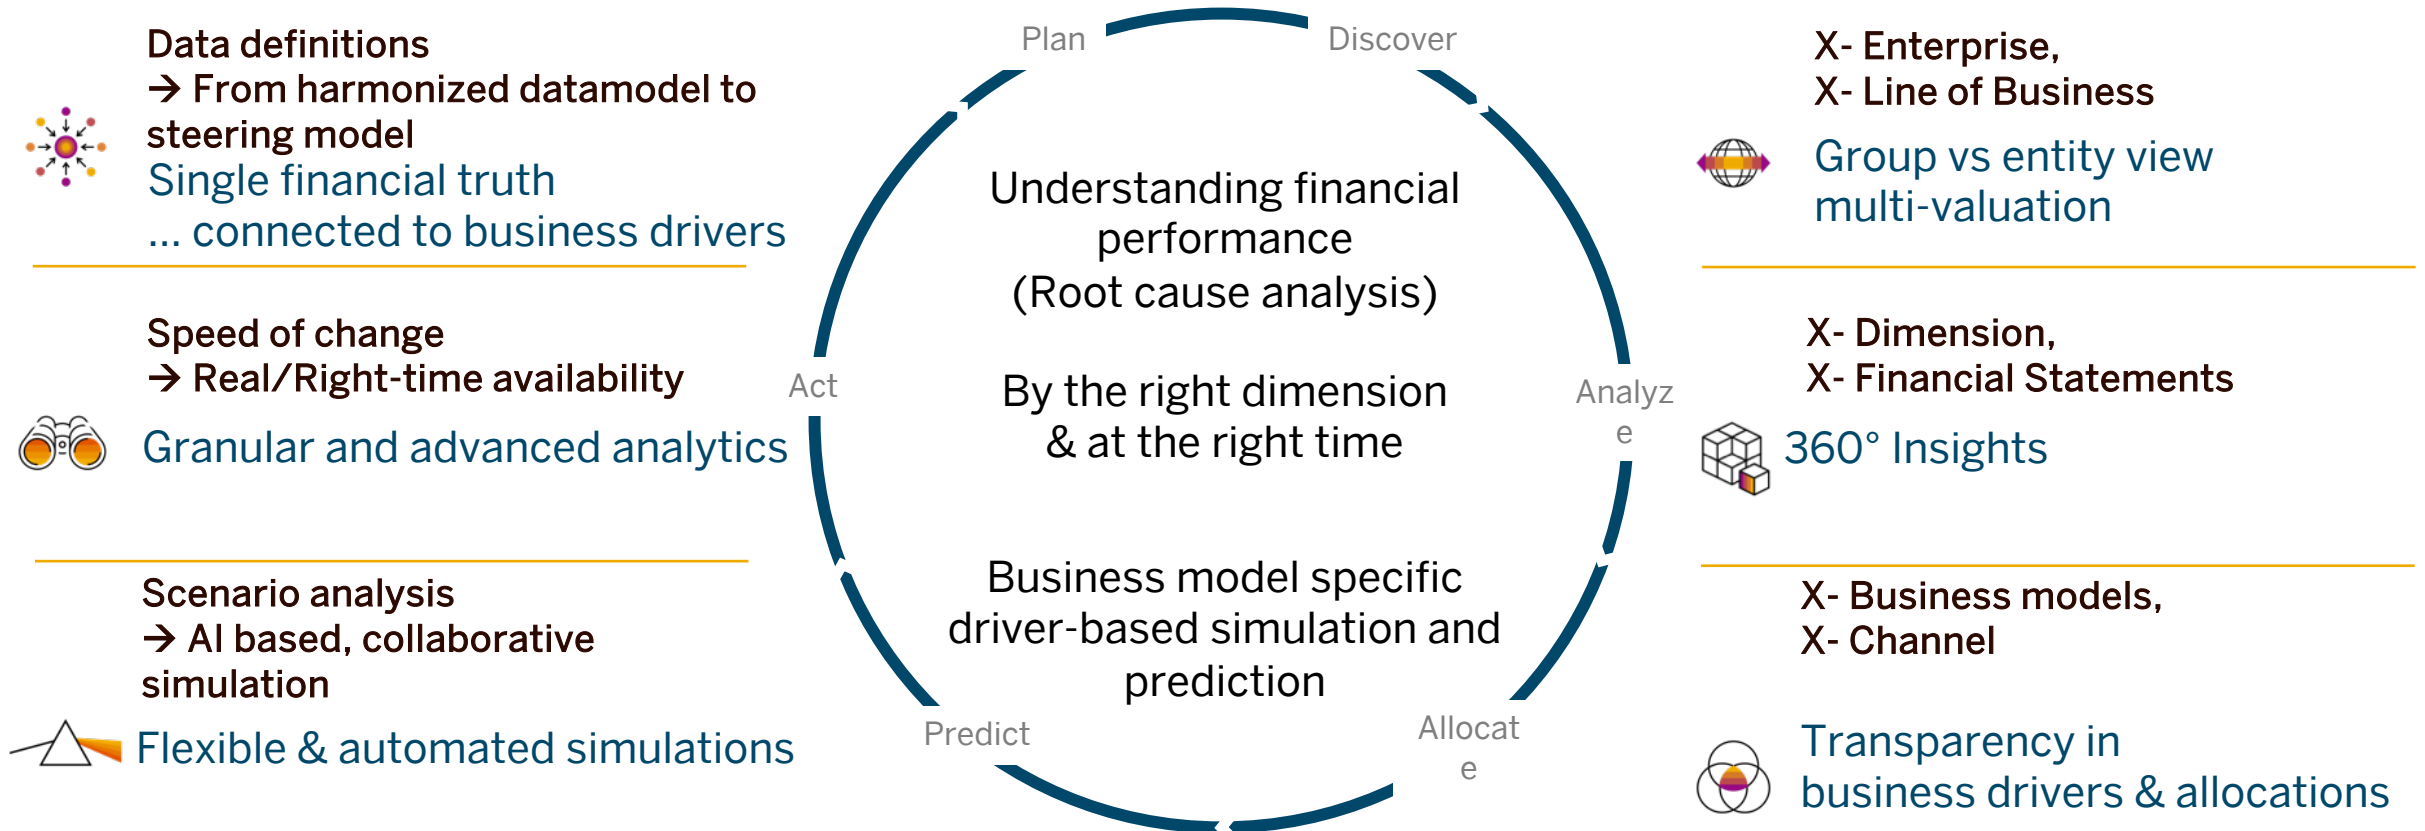 Data definitions
→ From harmonized datamodel to
steering model
Single financial truth
... connected to business drivers
Speed of change
→ Real/Right-time availability
Granular and advanced analytics
Scenario analysis
→ AI based, collaborative
simulation
Flexible & automated simulations
Plan
Discover
Act
Analyz
e
Predict
Allocat
e
Understanding financial
performance
(Root cause analysis)
By the right dimension
& at the right time
Business model specific
driver-based simulation and
prediction
X- Enterprise,
X- Line of Business
Group vs entity view
multi-valuation
X- Dimension,
X- Financial Statements
360° Insights
X- Business models,
X- Channel
Transparency in
business drivers & allocations